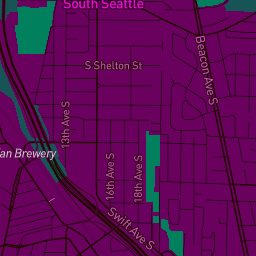 South Seattle
S Shelton St
Beacon Ave S
13th Ave S
an Brewery
16th Ave S
18th Ave S
Swift Ave S